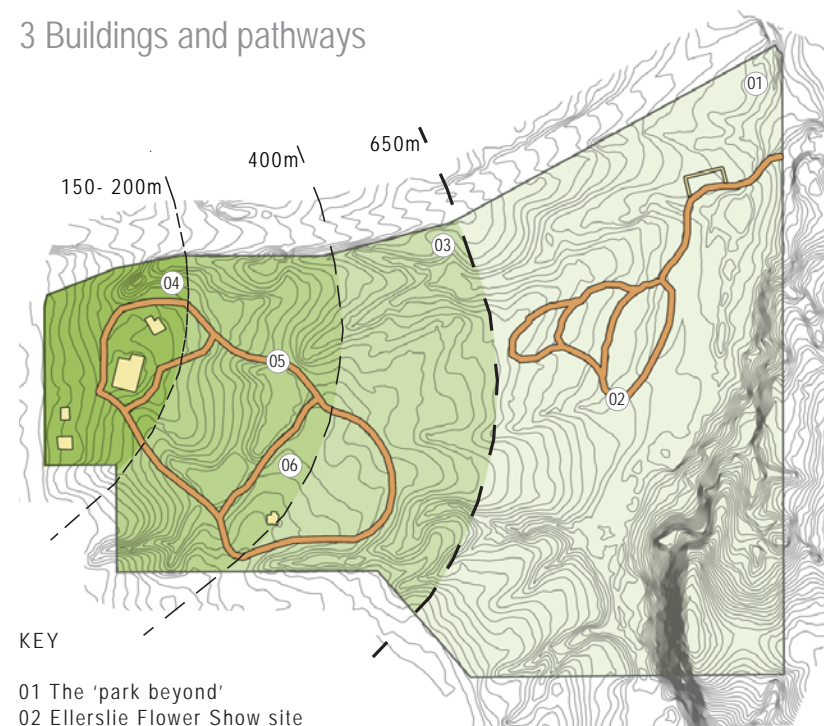 3 Buildings and pathways
01
650m
400m
150- 200m
03
04
05
02
06
KEY
01 The ‘park beyond’
02 Ellerslie Flower Show site